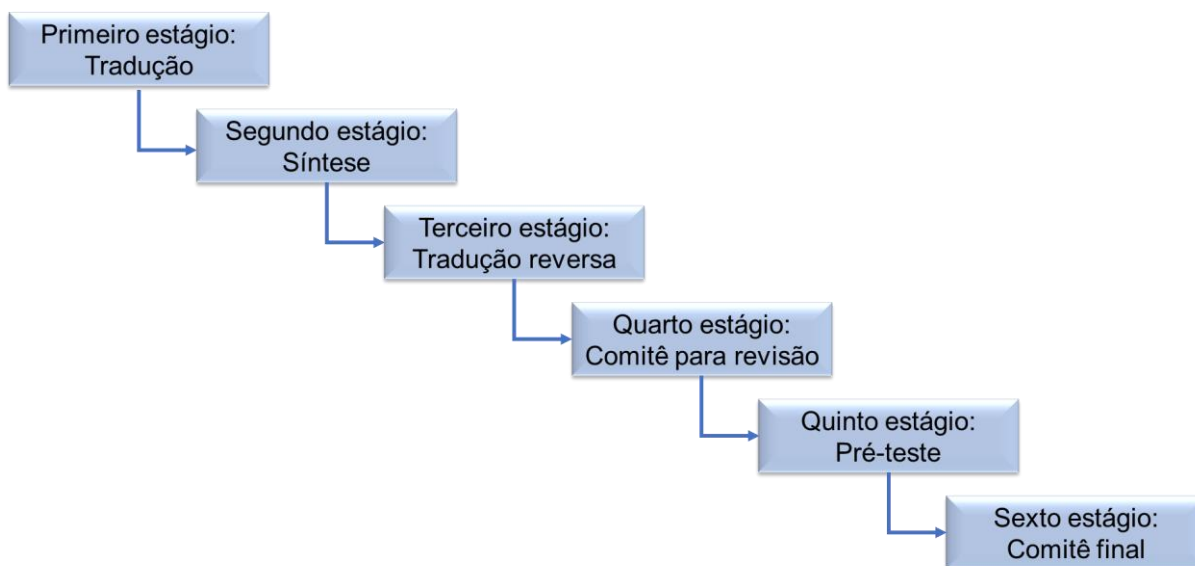 Primeiro estágio:
Tradução
Segundo estágio:
Síntese
Terceiro estágio:
Tradução reversa
Quarto estágio:
Comitê para revisão
Quinto estágio:
Pré-teste
Sexto estágio:
Comitê final